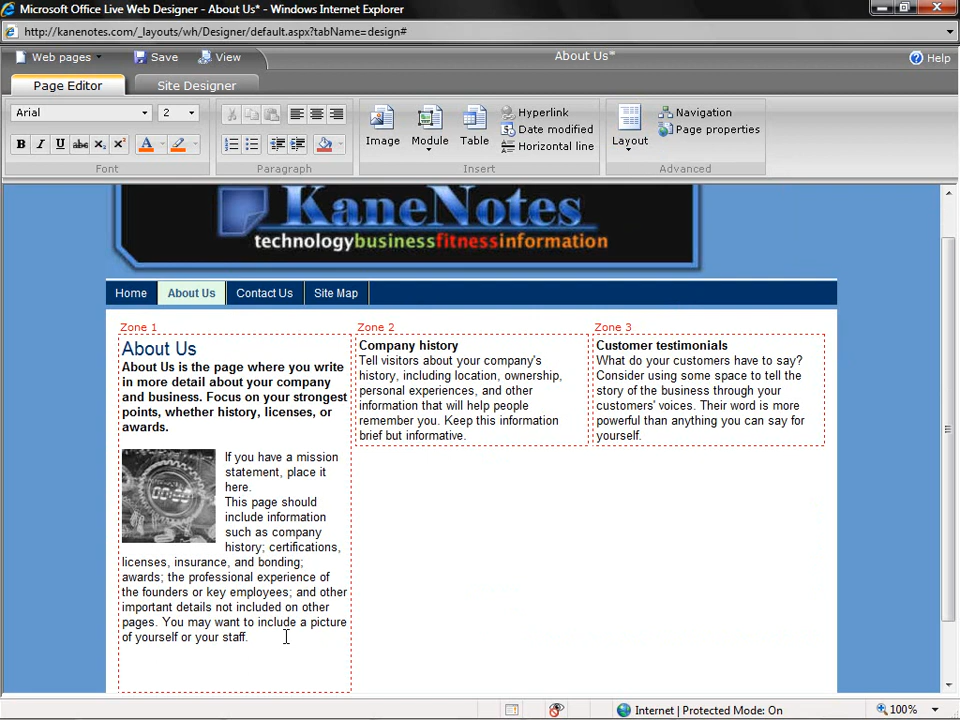 Microsoft Office Live Web Designer - About Us* - Windows Internet Explorer
http://kanenotes.com/_layouts/wh/Designer/default.aspx?tabName=design#
Web pages
Save
View
About Us*
Help
Page Editor
Site Designer
Arial
2
Image
Module
Table
Hyperlink
Date modified
Horizontal line
Layout
Navigation
Page properties
B I U abc x₂ x² A
Font
Paragraph
Insert
Advanced
KaneNotes
technologybusinessfitnessinformation
Home
About Us
Contact Us
Site Map
Zone 1
About Us
About Us is the page where you write
in more detail about your company
and business. Focus on your strongest
points, whether history, licenses, or
awards.
00:00
If you have a mission
statement, place it
here.
This page should
include information
such as company
history; certifications,
licenses, insurance, and bonding;
awards; the professional experience of
the founders or key employees; and other
important details not included on other
pages. You may want to include a picture
of yourself or your staff.
Zone 2
Company history
Tell visitors about your company's
history, including location, ownership,
personal experiences, and other
information that will help people
remember you. Keep this information
brief but informative.
Zone 3
Customer testimonials
What do your customers have to say?
Consider using some space to tell the
story of the business through your
customers' voices. Their word is more
powerful than anything you can say for
yourself.
Internet | Protected Mode: On
100%